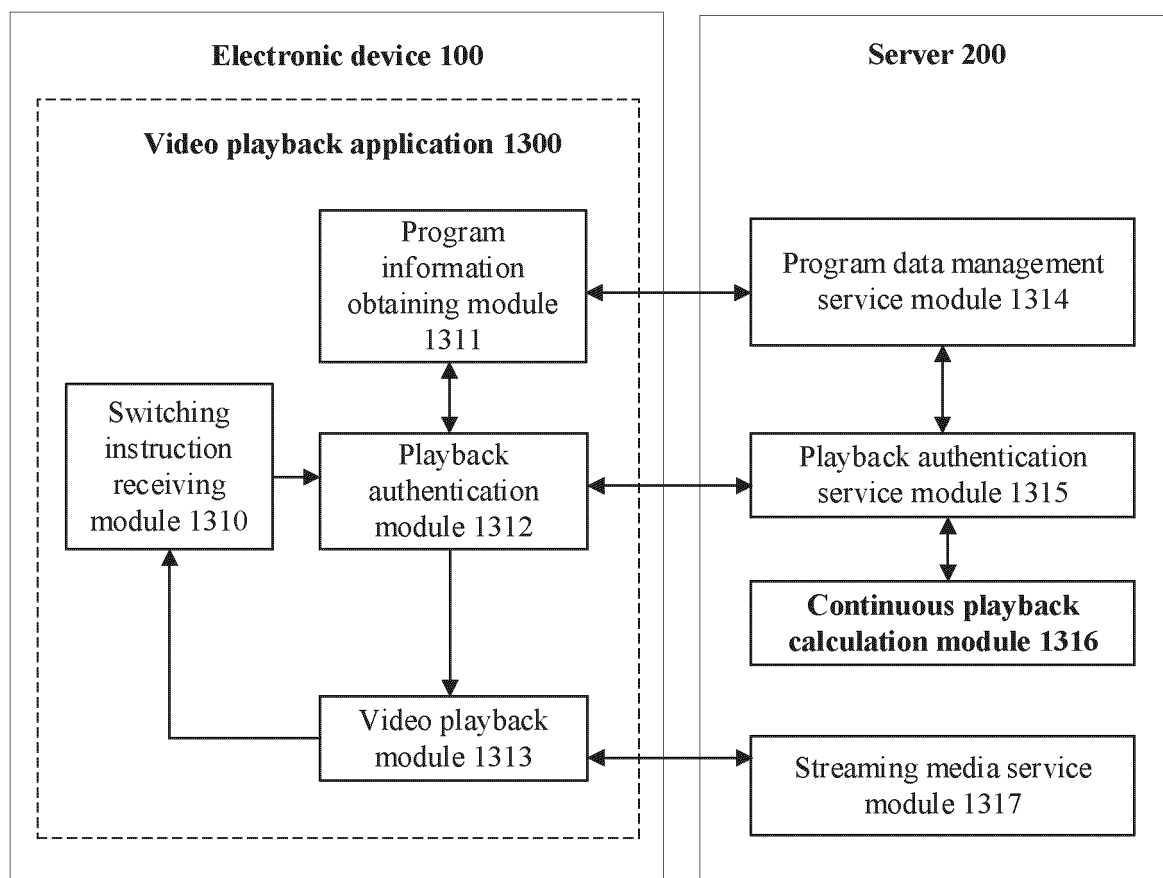 Electronic device 100
Video playback application 1300
Program
information
obtaining module
1311
Switching
instruction
receiving
module 1310
Playback
authentication
module 1312
Video playback
module 1313
Server 200
Program data management
service module 1314
Playback authentication
service module 1315
Continuous playback
calculation module 1316
Streaming media service
module 1317